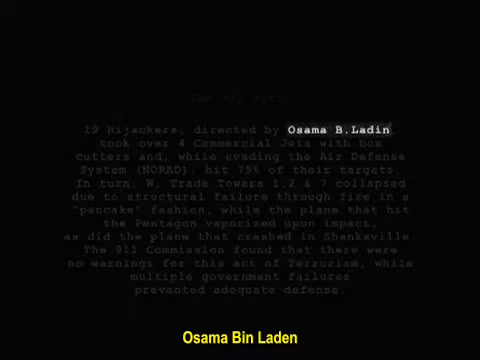 19 Hijackers, directed by Osama B.Ladin,
took over 4 Commercial Jets with box
cutters and, while evading the Air Defense
System (NORAD), hit 75% of their targets.
In turn, W. Trade Towers 1,2 & 7 collapsed
due to structural failure through fire in a
"pancake" fashion, while the plane that hit
the Pentagon vaporized upon impact,
as did the plane that crashed in Shanksville.
The 911 Commission found that there were
no warnings for this act of Terrorism, while
multiple government failures
prevented adequate defense.
Osama Bin Laden